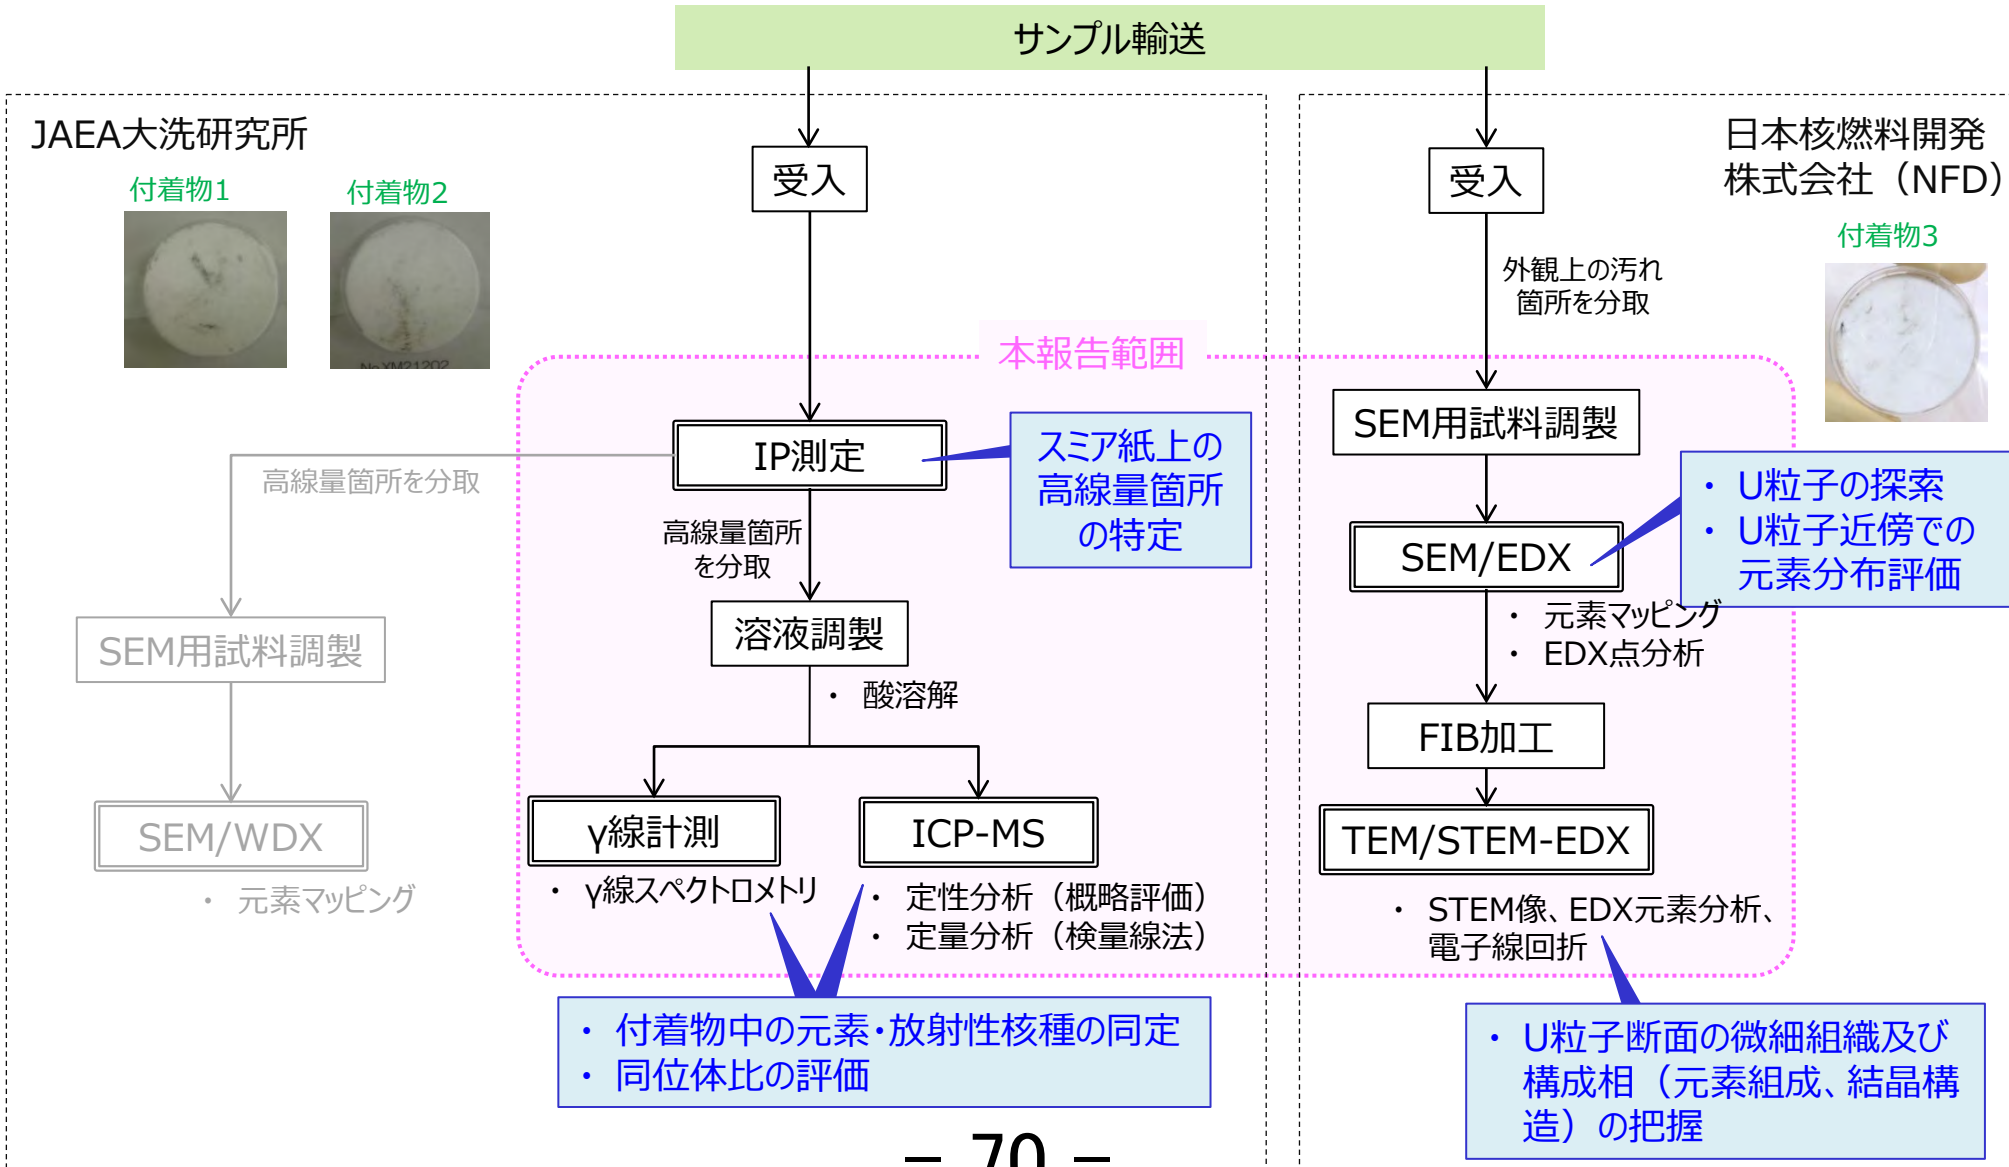 サンプル輸送
JAEA大洗研究所
付着物1
付着物2
No XM21202
受入
本報告範囲
IP測定
スミア紙上の
高線量箇所
の特定
高線量箇所を分取
高線量箇所
を分取
SEM用試料調製
SEM/WDX
・ 元素マッピング
溶液調製
・ 酸溶解
γ線計測
・ γ線スペクトロメトリ
ICP-MS
・ 定性分析（概略評価）
・ 定量分析（検量線法）
・ 付着物中の元素・放射性核種の同定
・ 同位体比の評価
日本核燃料開発
株式会社（NFD）
付着物3
受入
外観上の汚れ
箇所を分取
SEM用試料調製
SEM/EDX
・ U粒子の探索
・ U粒子近傍での
元素分布評価
・ 元素マッピング
・ EDX点分析
FIB加工
TEM/STEM-EDX
・ STEM像、EDX元素分析、
電子線回折
・ U粒子断面の微細組織及び
構成相（元素組成、結晶構
造）の把握
– 70 –